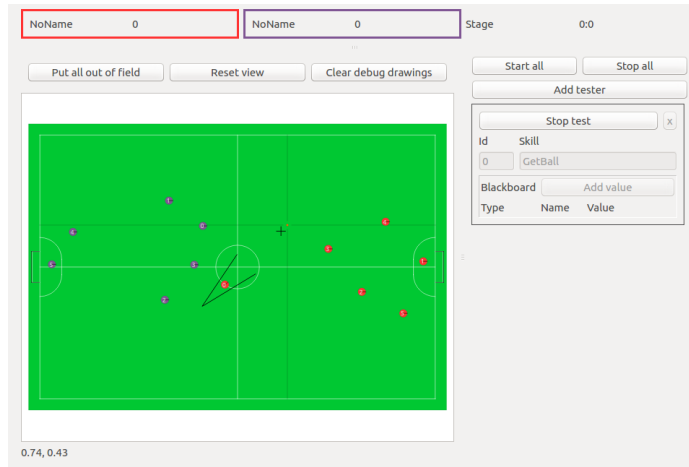 NoName 0 NoName 0 Stage 0:0
Put all out of field Reset view Clear debug drawings Start all Stop all
Add tester
Stop test x
Id Skill
0 GetBall
Blackboard Add value
Type Name Value
0.74, 0.43